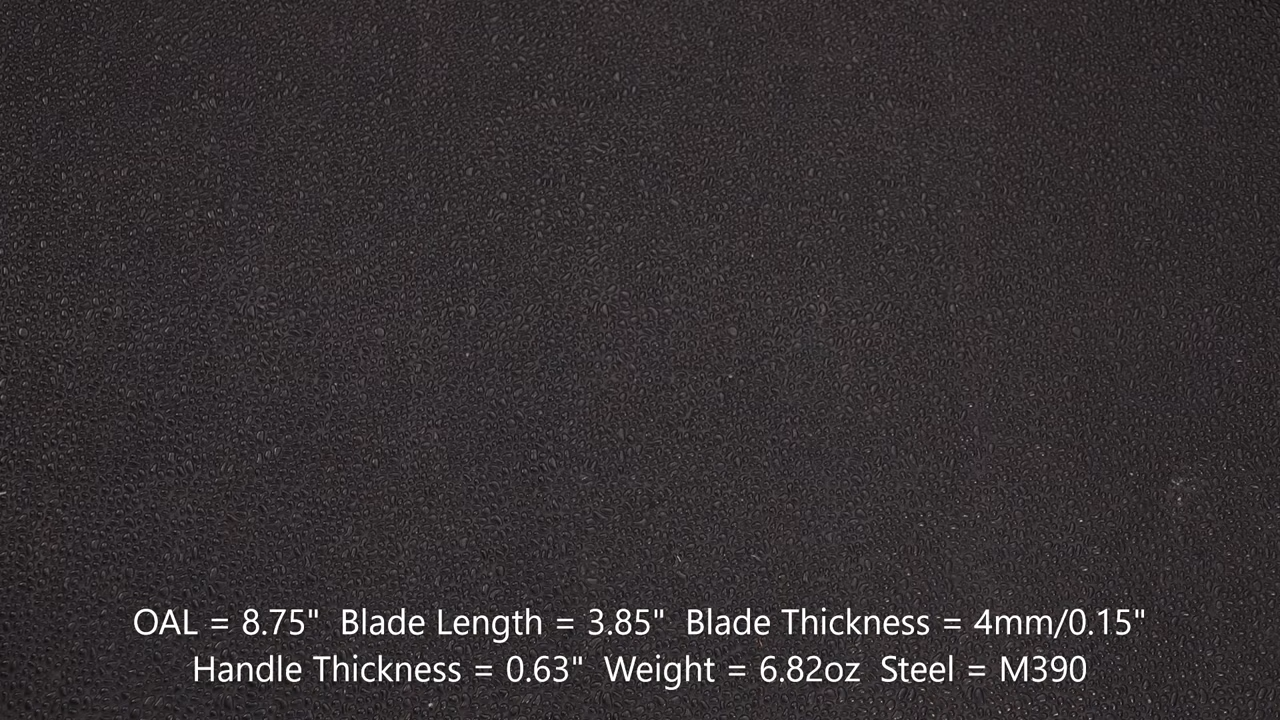 OAL = 8.75" Blade Length = 3.85" Blade Thickness = 4mm/0.15"
Handle Thickness = 0.63" Weight = 6.82oz Steel = M390